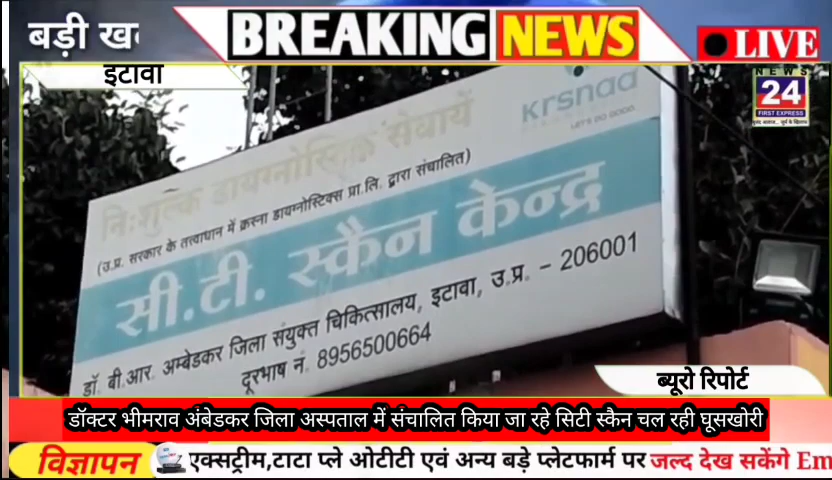 बड़ी ख
BREAKING NEWS
LIVE
इटावा
NEWS
24
FIRST EXPRESS
krsnaa
LET'S DO GOOD
निःशुल्क डायग्नोस्टिक सेवायें
(उ.प्र. सरकार के तत्वाधान में क्रस्ना डायग्नोस्टिक्स प्रा.लि. द्वारा संचालित)
सी.टी. स्कैन केन्द्र
डॉ. बी.आर. अम्बेडकर जिला संयुक्त चिकित्सालय, इटावा, उ.प्र. – 206001
दूरभाष नं. 8956500664
ब्यूरो रिपोर्ट
डॉक्टर भीमराव अंबेडकर जिला अस्पताल में संचालित किया जा रहे सिटी स्कैन चल रही घूसखोरी
विज्ञापन
एक्सट्रीम,टाटा प्ले ओटीटी एवं अन्य बड़े प्लेटफार्म पर जल्द देख सकेंगे Em